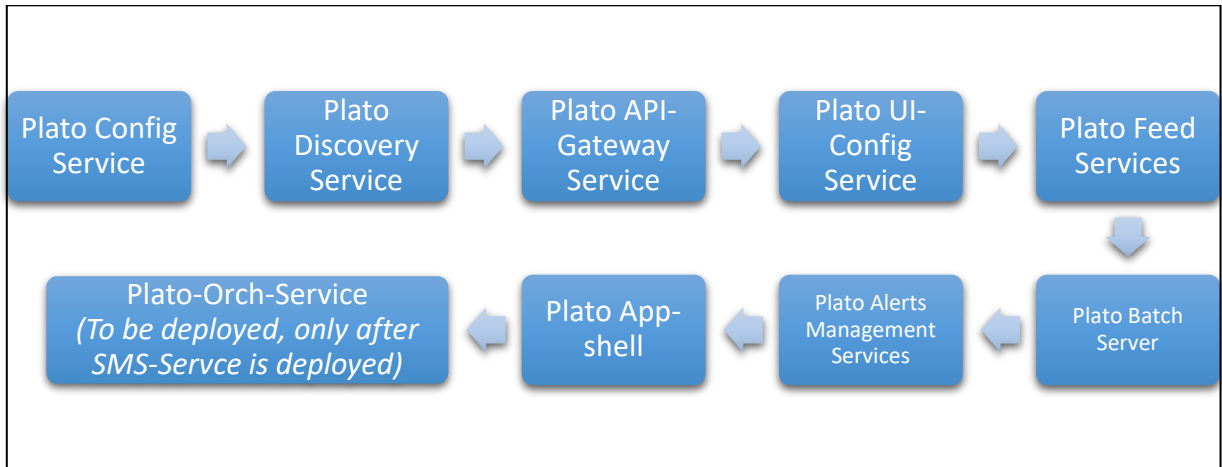 Plato Config
Service
Plato
Discovery
Service
Plato API-
Gateway
Service
Plato UI-
Config
Service
Plato Feed
Services
Plato Batch
Server
Plato Alerts
Management
Services
Plato App-
shell
Plato-Orch-Service
(To be deployed, only after
SMS-Servce is deployed)